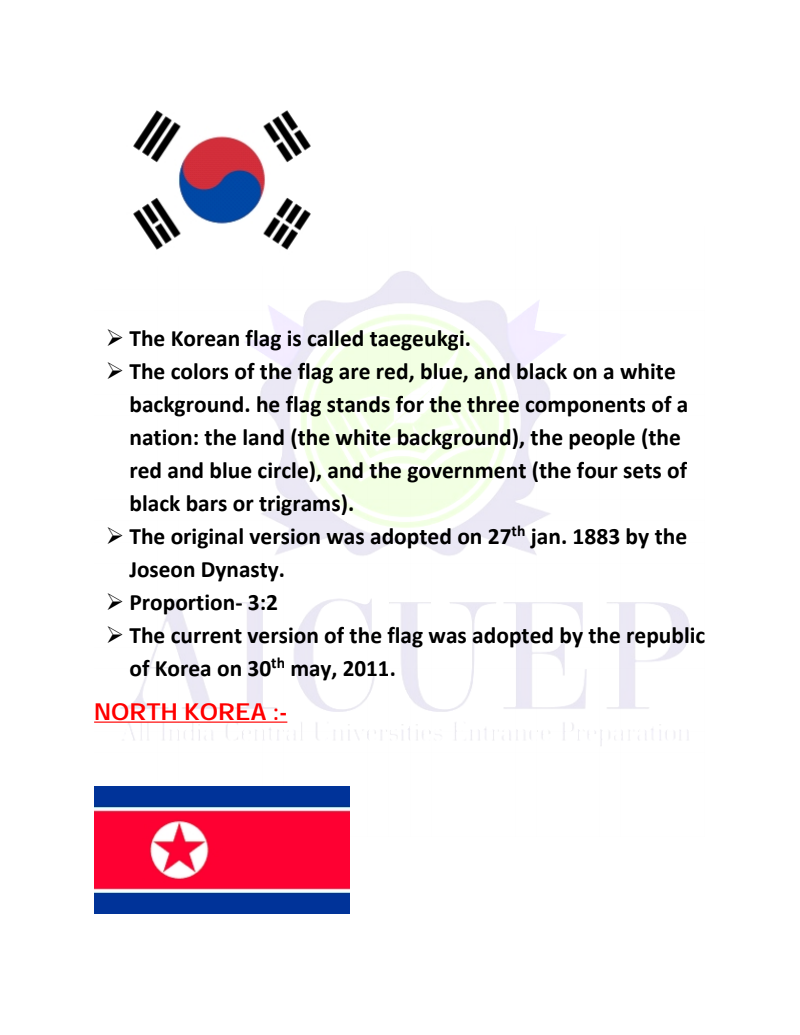 ➢ The Korean flag is called taegeukgi.
➢ The colors of the flag are red, blue, and black on a white
background. he flag stands for the three components of a
nation: the land (the white background), the people (the
red and blue circle), and the government (the four sets of
black bars or trigrams).
➢ The original version was adopted on 27th jan. 1883 by the
Joseon Dynasty.
➢ Proportion- 3:2
➢ The current version of the flag was adopted by the republic
of Korea on 30th may, 2011.
AICUEP
NORTH KOREA :-
All India Central Universities Entrance Preparation